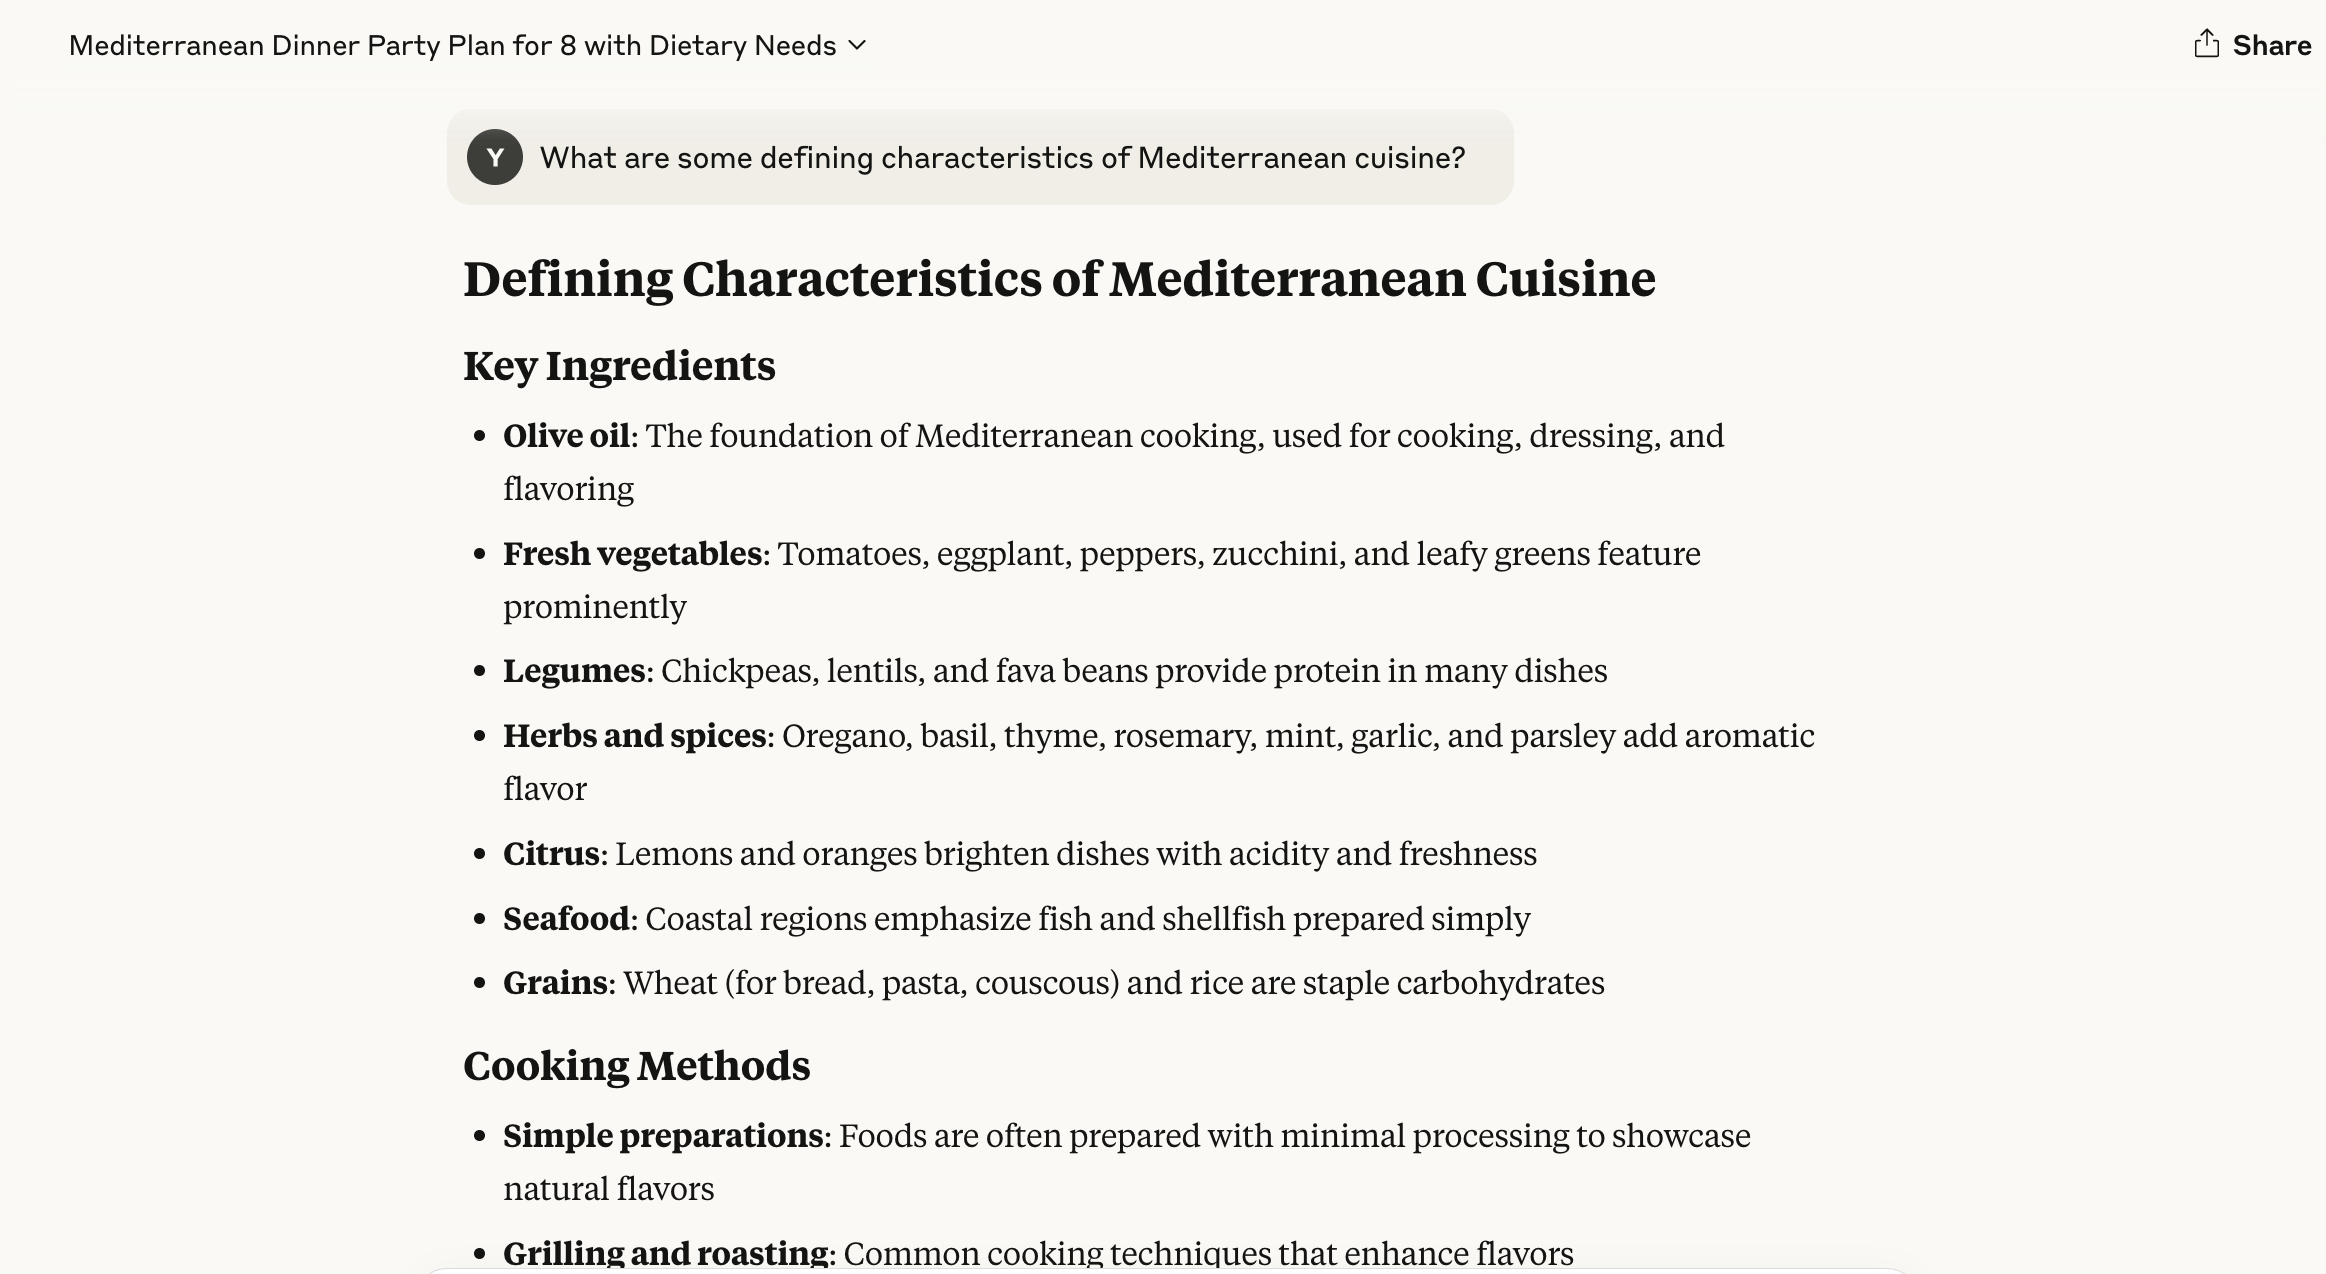 Mediterranean Dinner Party Plan for 8 with Dietary Needs
Share
Y
What are some defining characteristics of Mediterranean cuisine?
Defining Characteristics of Mediterranean Cuisine
Key Ingredients
• Olive oil: The foundation of Mediterranean cooking, used for cooking, dressing, and
flavoring
• Fresh vegetables: Tomatoes, eggplant, peppers, zucchini, and leafy greens feature
prominently
• Legumes: Chickpeas, lentils, and fava beans provide protein in many dishes
• Herbs and spices: Oregano, basil, thyme, rosemary, mint, garlic, and parsley add aromatic
flavor
• Citrus: Lemons and oranges brighten dishes with acidity and freshness
• Seafood: Coastal regions emphasize fish and shellfish prepared simply
• Grains: Wheat (for bread, pasta, couscous) and rice are staple carbohydrates
Cooking Methods
• Simple preparations: Foods are often prepared with minimal processing to showcase
natural flavors
• Grilling and roasting: Common cooking techniques that enhance flavors